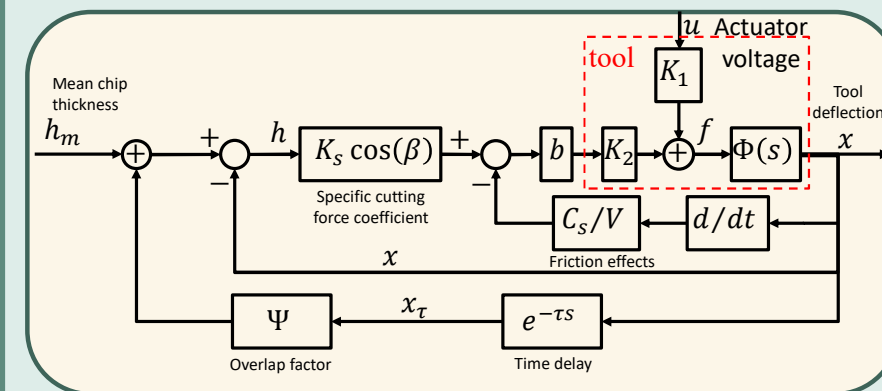 u Actuator
voltage
tool
K₁
Mean chip
thickness
Tool
deflection
hₘ
+
+
−
h
Kₛ cos(β)
+
−
b
K₂
+
f
Φ(s)
x
Specific cutting
force coefficient
Cₛ/V
d/dt
Friction effects
x
Ψ
x_τ
e^{−τs}
Overlap factor
Time delay